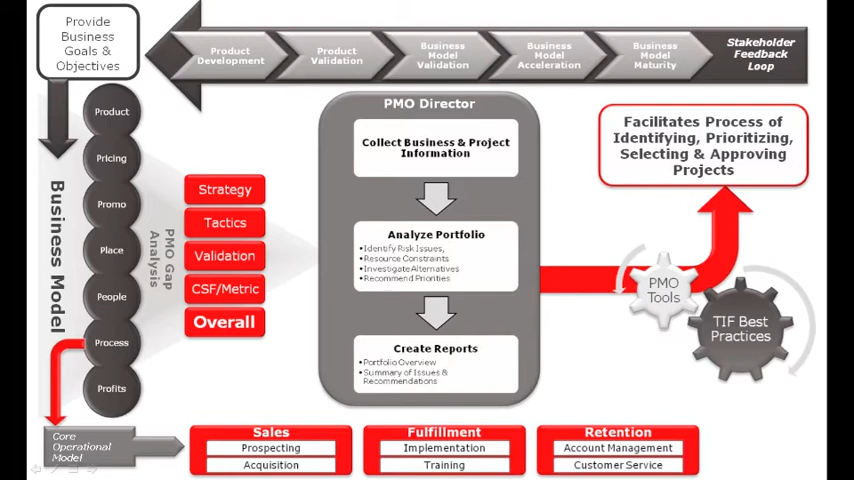 Provide
Business
Goals &
Objectives
Product
Development
Product
Validation
Business
Model
Validation
Business
Model
Acceleration
Business
Model
Maturity
Stakeholder
Feedback
Loop
Product
Pricing
Promo
Place
People
Process
Profits
Business Model
PMO Gap
Analysis
Strategy
Tactics
Validation
CSF/Metric
Overall
PMO Director
Collect Business & Project
Information
Analyze Portfolio
•Identify Risk Issues,
•Resource Constraints
•Investigate Alternatives
•Recommend Priorities
Create Reports
•Portfolio Overview
•Summary of Issues &
Recommendations
Facilitates Process of
Identifying, Prioritizing,
Selecting & Approving
Projects
PMO
Tools
TIF Best
Practices
Core
Operational
Model
Sales
Prospecting
Acquisition
Fulfillment
Implementation
Training
Retention
Account Management
Customer Service